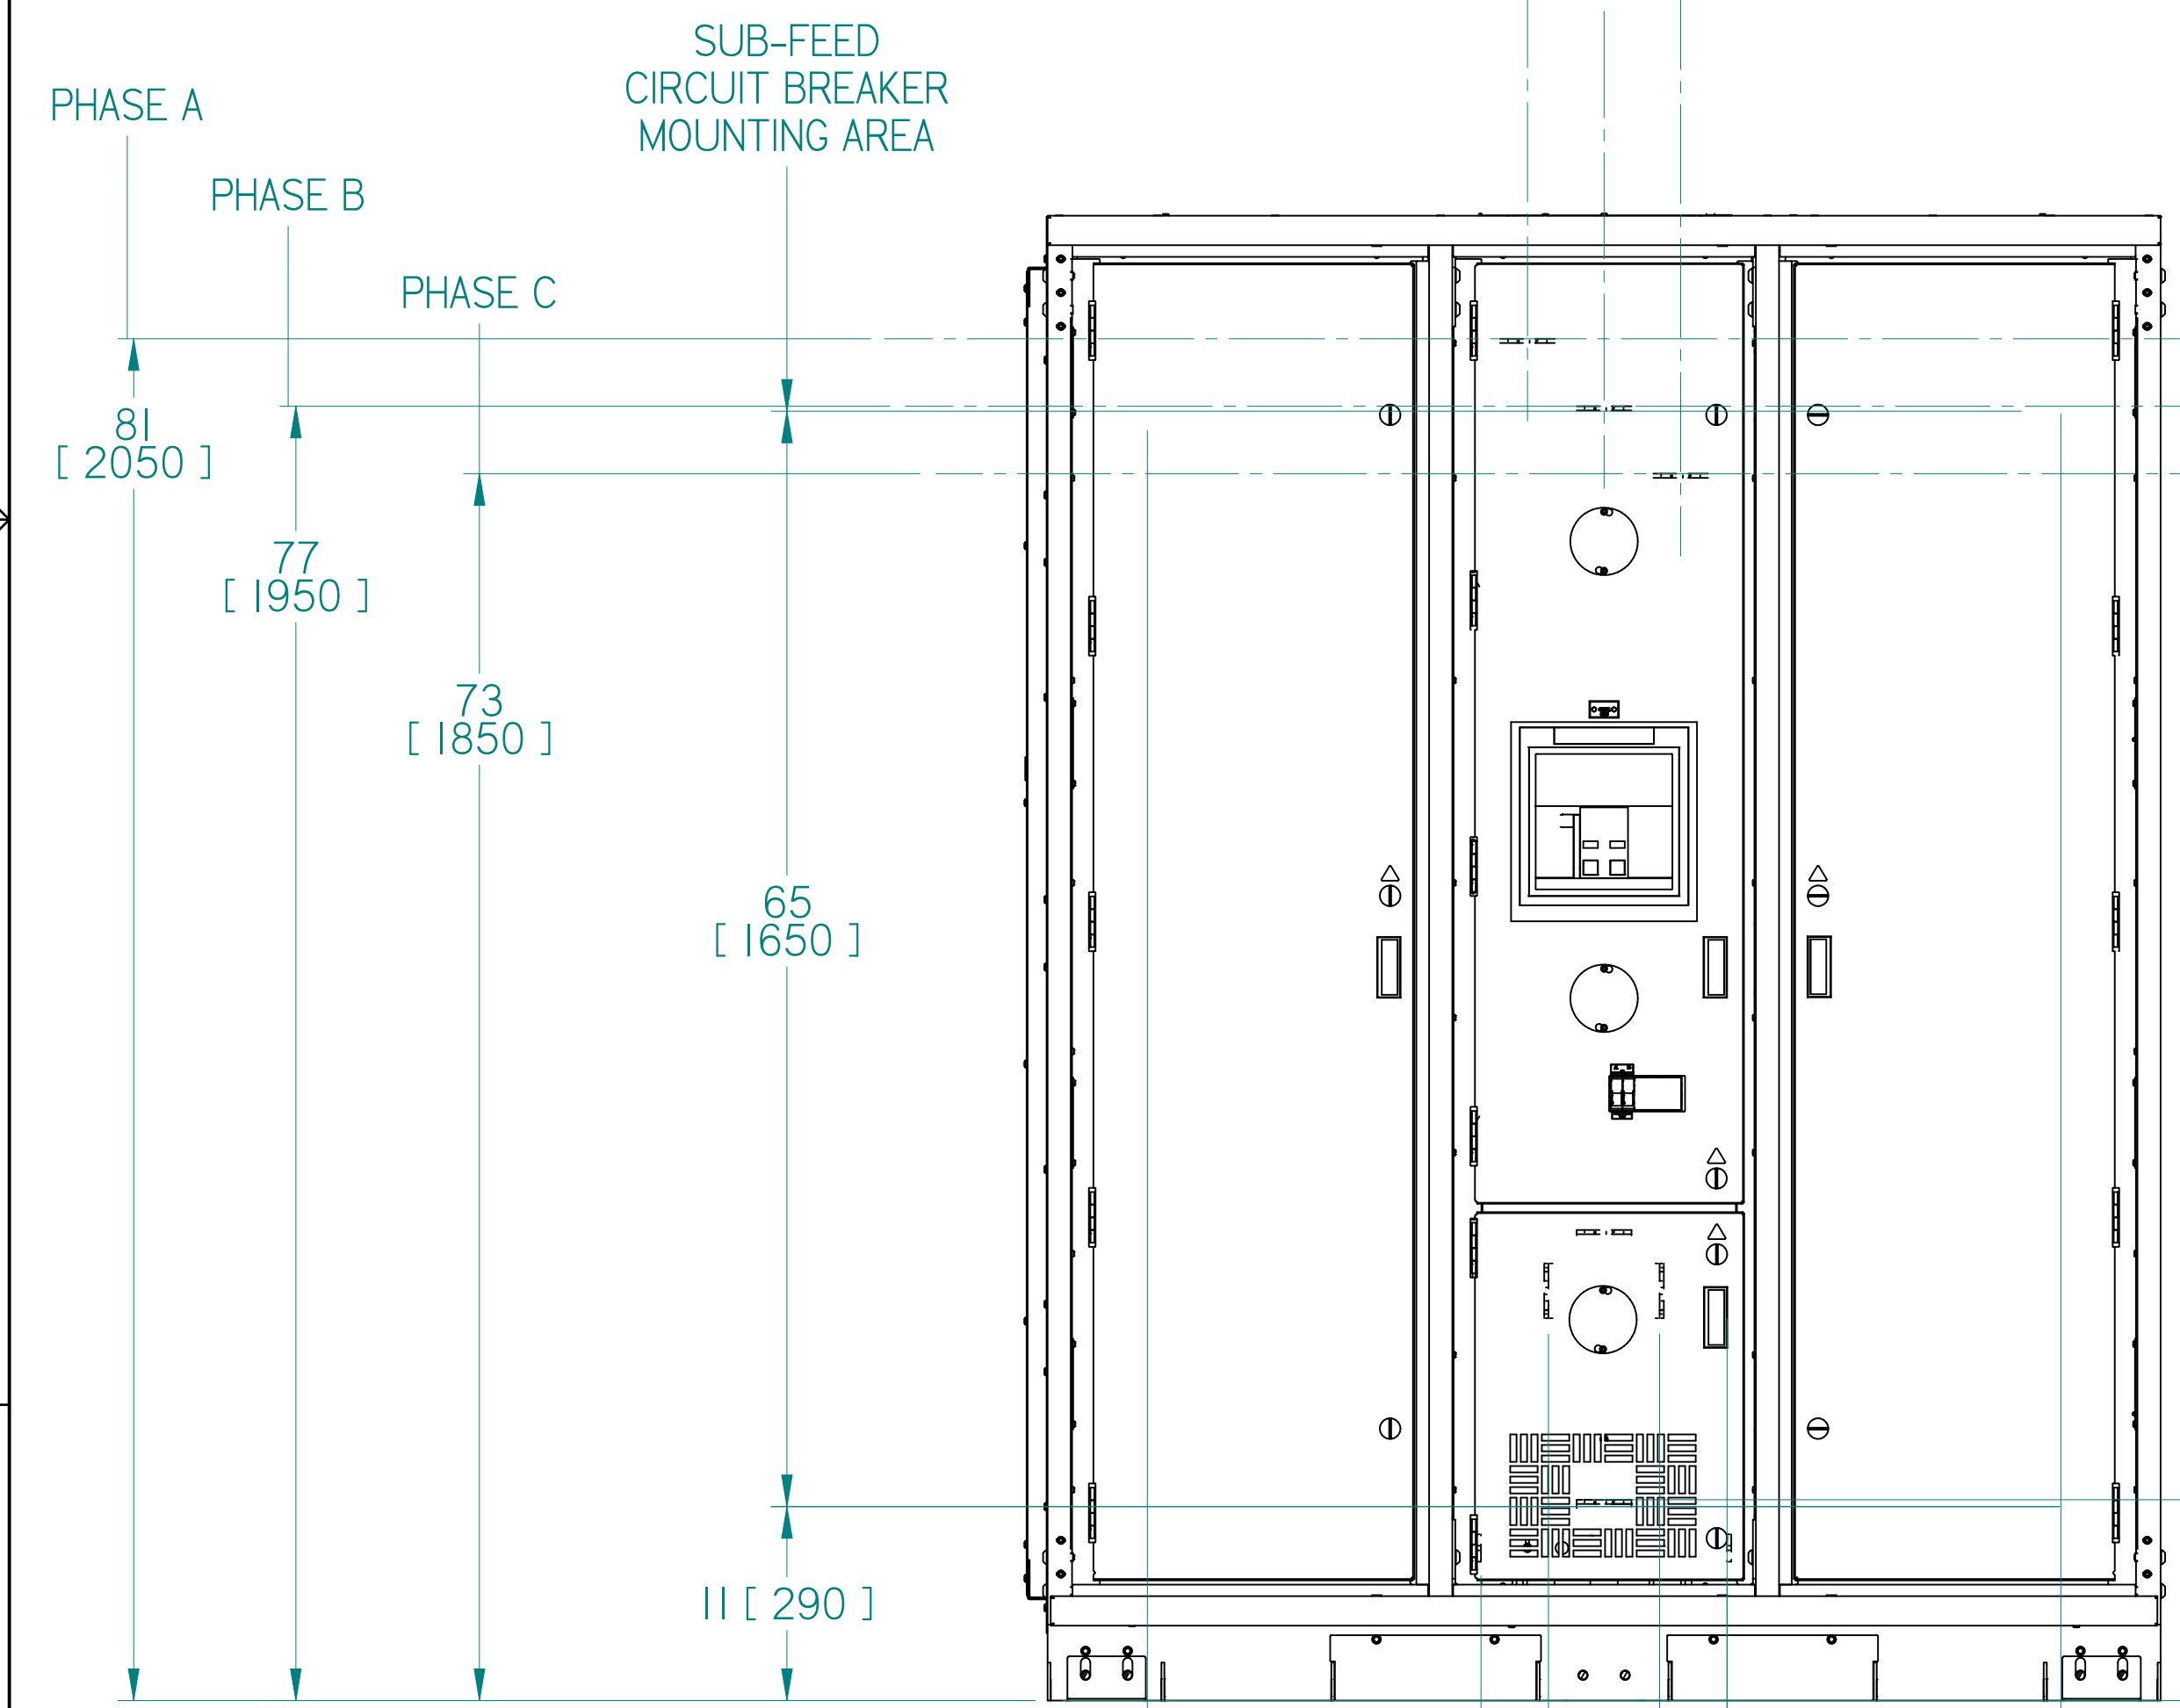 SUB-FEED
CIRCUIT BREAKER
MOUNTING AREA
PHASE A
PHASE B
PHASE C
81
[ 2050 ]
77
[ 1950 ]
73
[ 1850 ]
65
[ 1650 ]
11 [ 290 ]